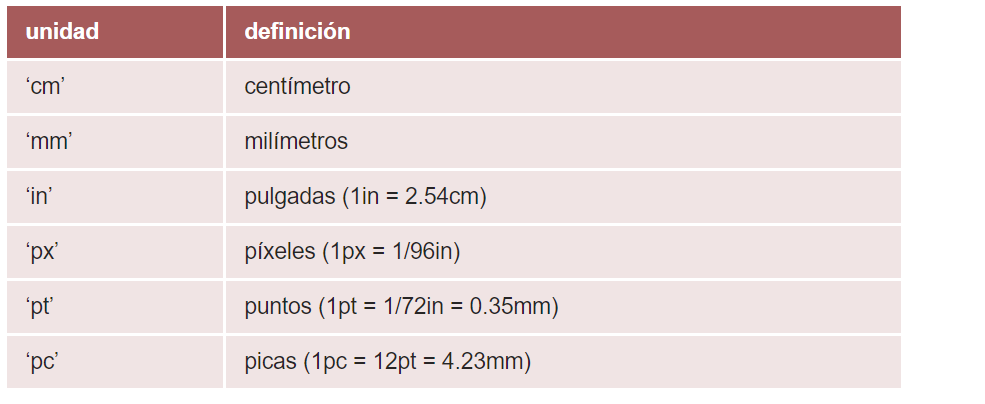 unidad definición
‘cm’ centímetro
‘mm’ milímetros
‘in’ pulgadas (1in = 2.54cm)
‘px’ píxeles (1px = 1/96in)
‘pt’ puntos (1pt = 1/72in = 0.35mm)
‘pc’ picas (1pc = 12pt = 4.23mm)